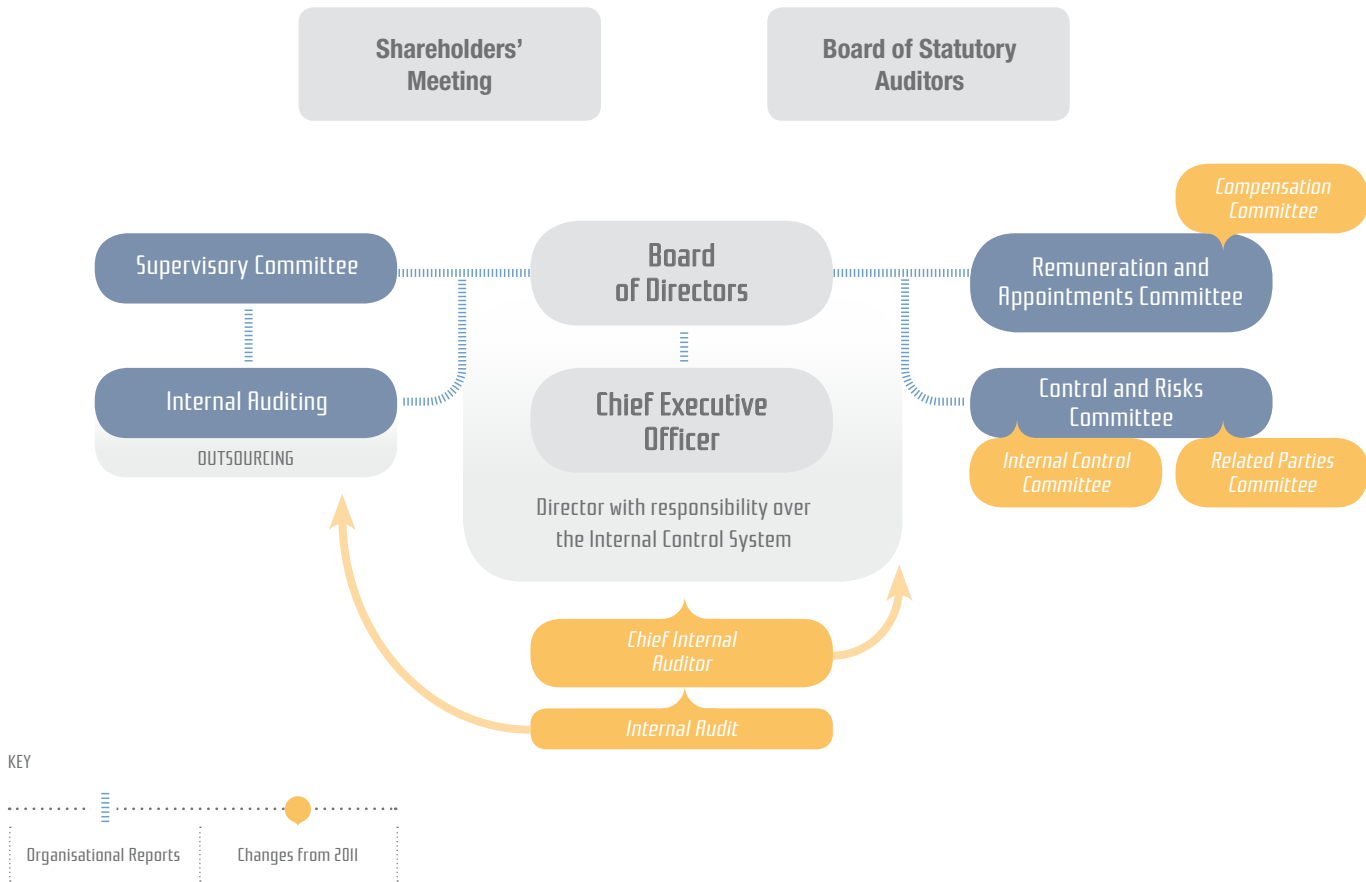 Shareholders’
Meeting
Board of Statutory
Auditors
Compensation
Committee
Supervisory Committee
Board
of Directors
Remuneration and
Appointments Committee
Internal Auditing
OUTSOURCING
Chief Executive
Officer
Director with responsibility over
the Internal Control System
Control and Risks
Committee
Internal Control
Committee
Related Parties
Committee
Chief Internal
Auditor
Internal Audit
KEY
Organisational Reports
Changes from 2011